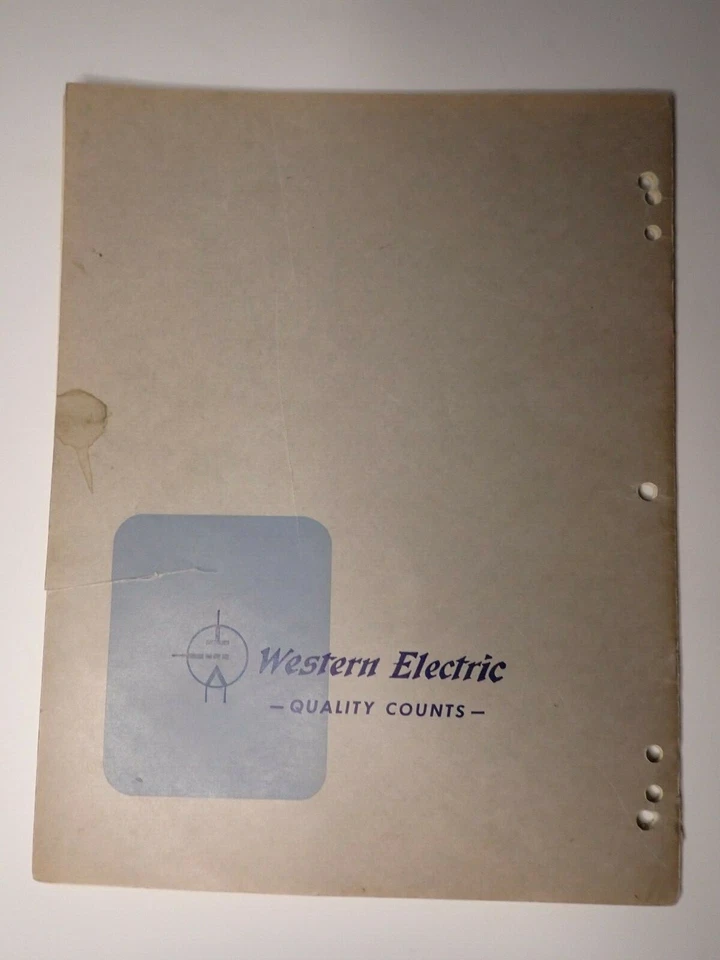 Western Electric
—QUALITY COUNTS—